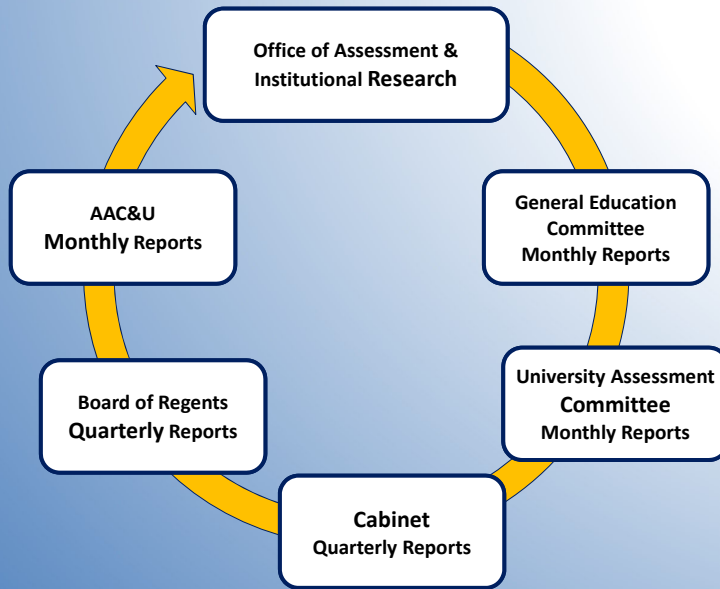 Office of Assessment &
Institutional Research
General Education
Committee
Monthly Reports
University Assessment
Committee
Monthly Reports
Cabinet
Quarterly Reports
Board of Regents
Quarterly Reports
AAC&U
Monthly Reports